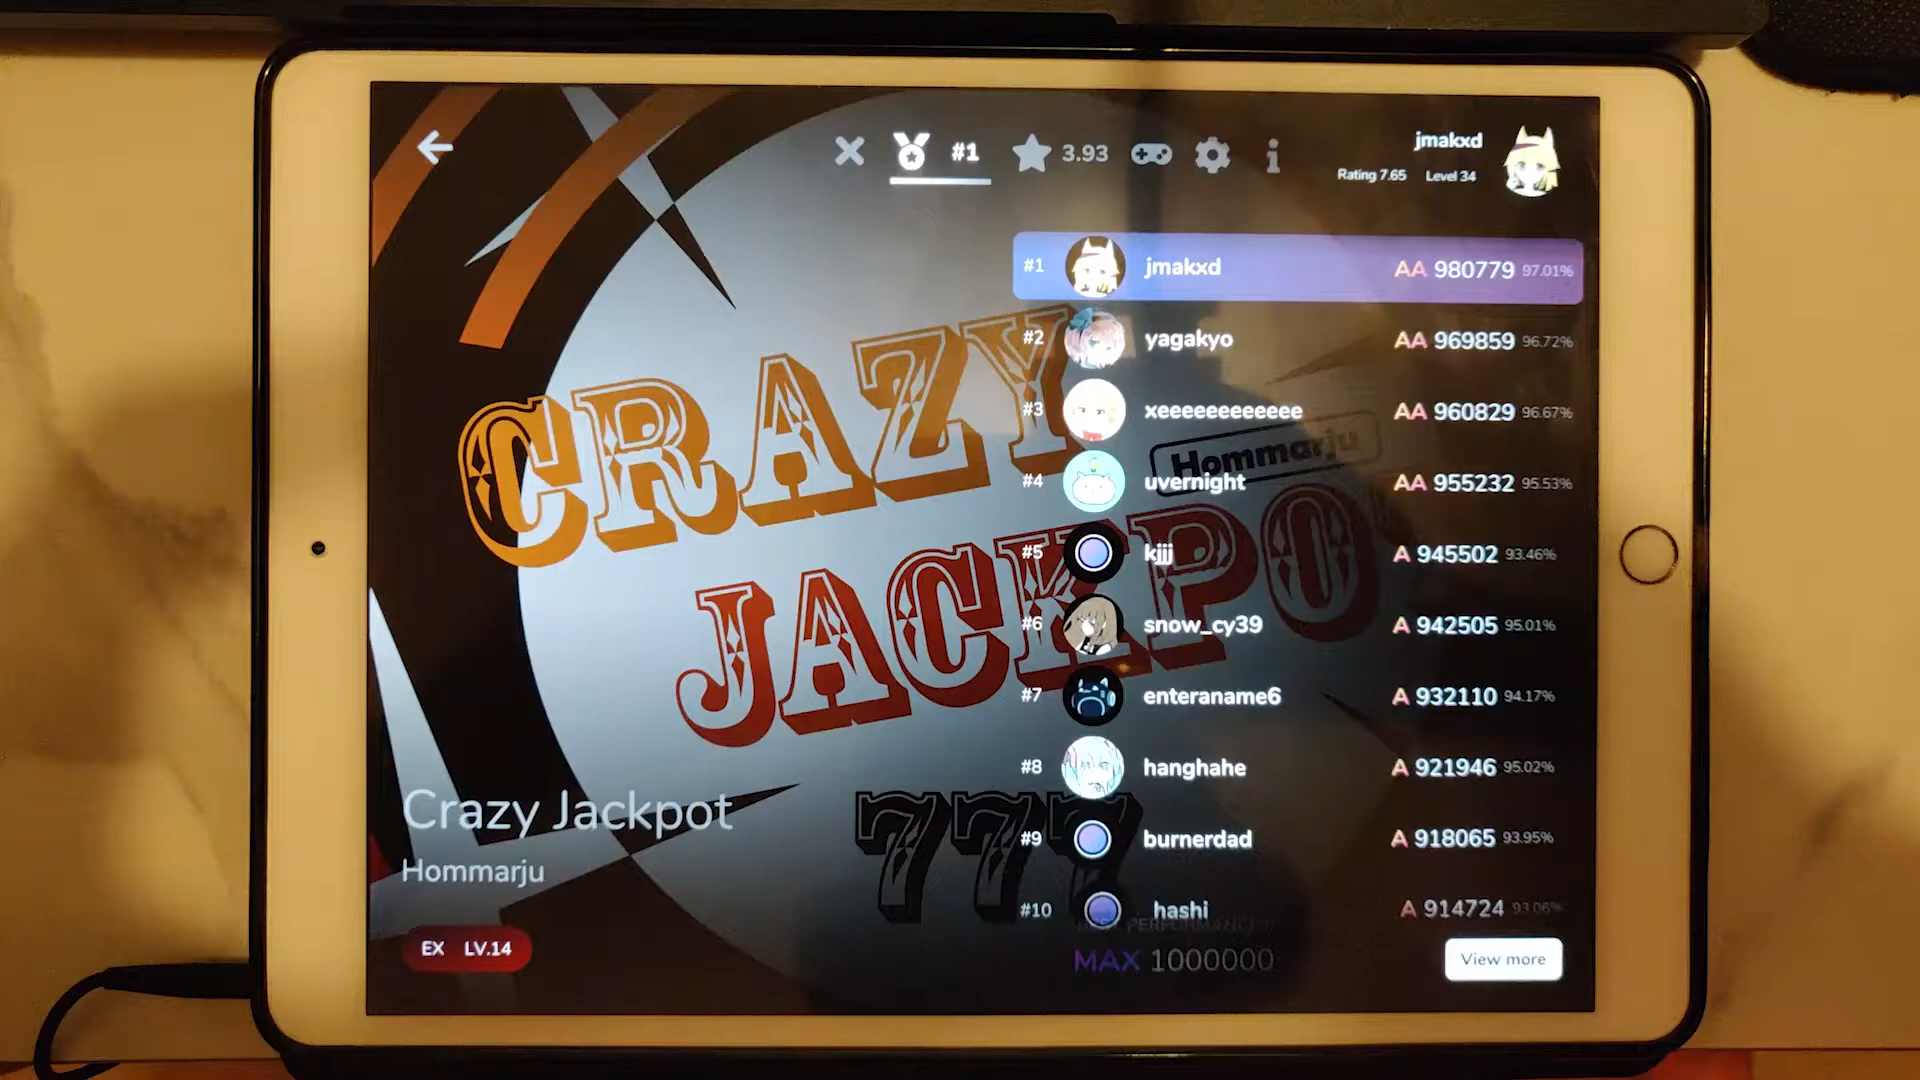 #1
3.93
jmakxd
Rating 7.65 Level 34
#1 jmakxd AA 980779 97.01%
#2 yagakyo AA 969859 96.72%
#3 xeeeeeeeeeeee AA 960829 96.67%
#4 uvernight AA 955232 95.53%
#5 kjjj A 945502 93.46%
#6 snow_cy39 A 942505 95.01%
#7 enteraname6 A 932110 94.17%
#8 hanghahe A 921946 95.02%
#9 burnerdad A 918065 93.95%
#10 hashi A 914724 93.06%
CRAZY
Hommarju
JACKPO
777
Crazy Jackpot
Hommarju
EX LV.14
MAX 1000000
View more